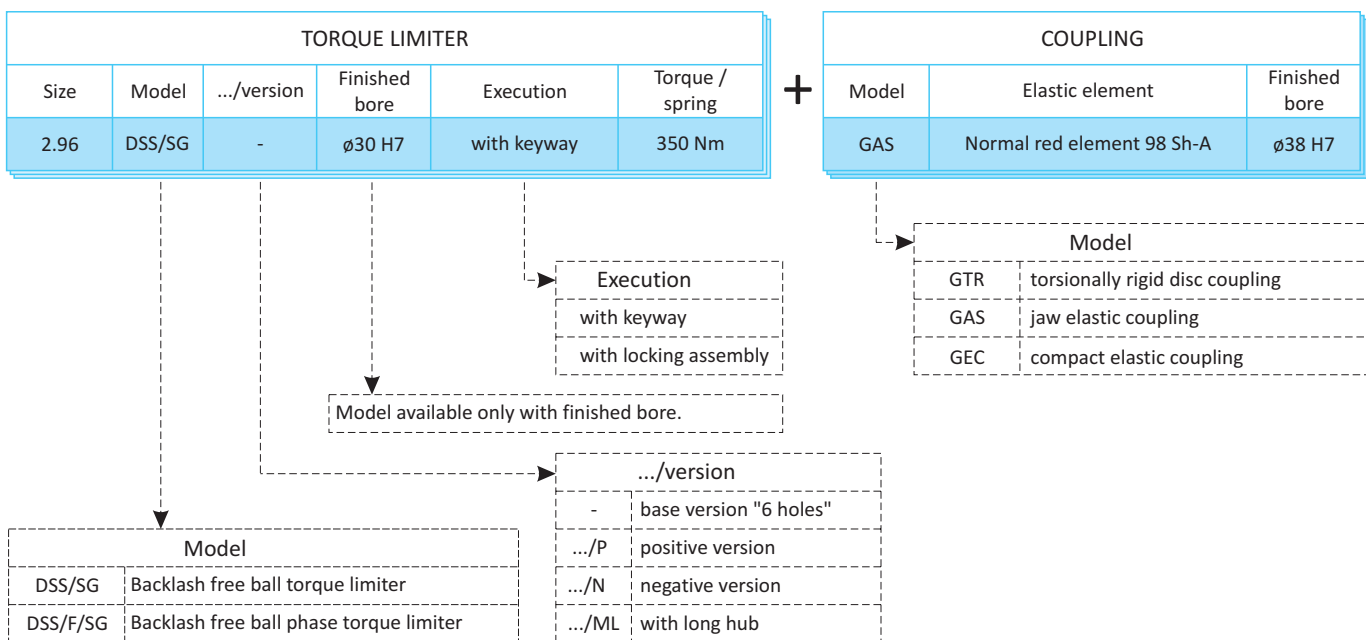 TORQUE LIMITER
Size Model .../version Finished bore Execution Torque / spring
2.96 DSS/SG - ø30 H7 with keyway 350 Nm
+
COUPLING
Model Elastic element Finished bore
GAS Normal red element 98 Sh-A ø38 H7
Model
GTR torsionally rigid disc coupling
GAS jaw elastic coupling
GEC compact elastic coupling
Execution
with keyway
with locking assembly
Model available only with finished bore.
.../version
- base version "6 holes"
.../P positive version
.../N negative version
.../ML with long hub
Model
DSS/SG Backlash free ball torque limiter
DSS/F/SG Backlash free ball phase torque limiter